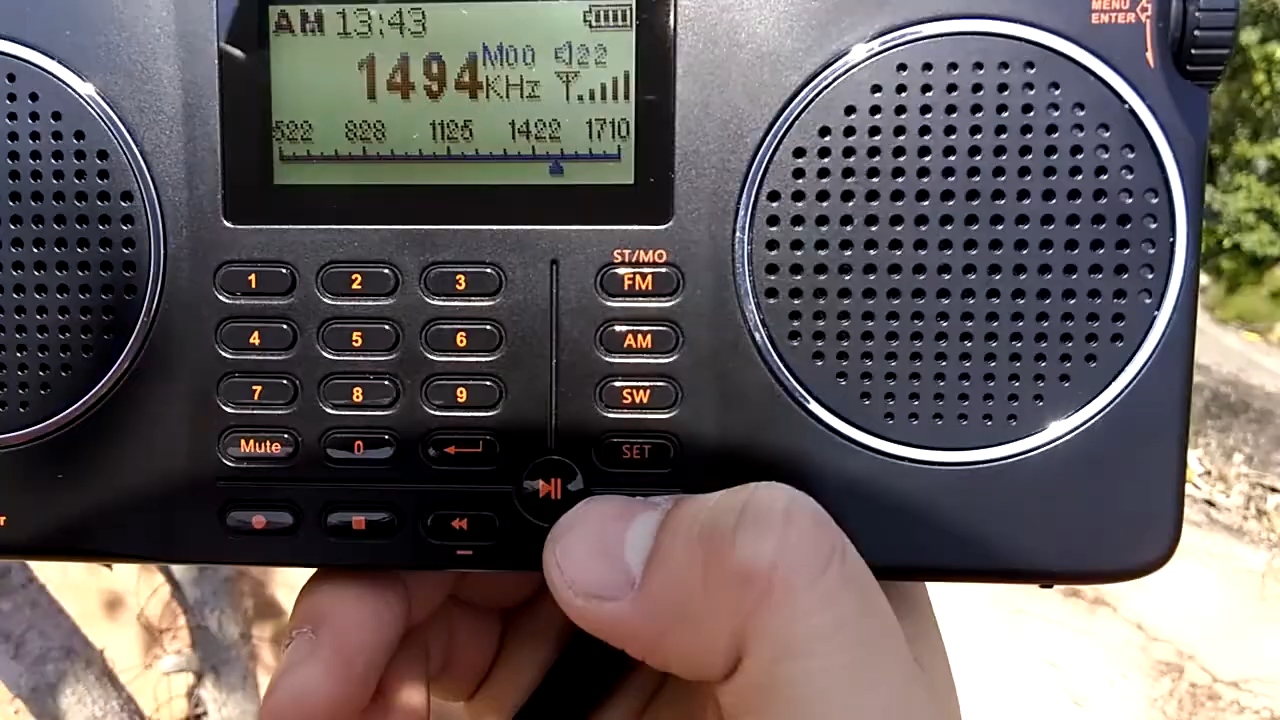 AM 13:43
1494 M00 22
KHz
522 828 1125 1422 1710
MENU
ENTER
ST/MO
1 2 3 FM
4 5 6 AM
7 8 9 SW
Mute 0 SET